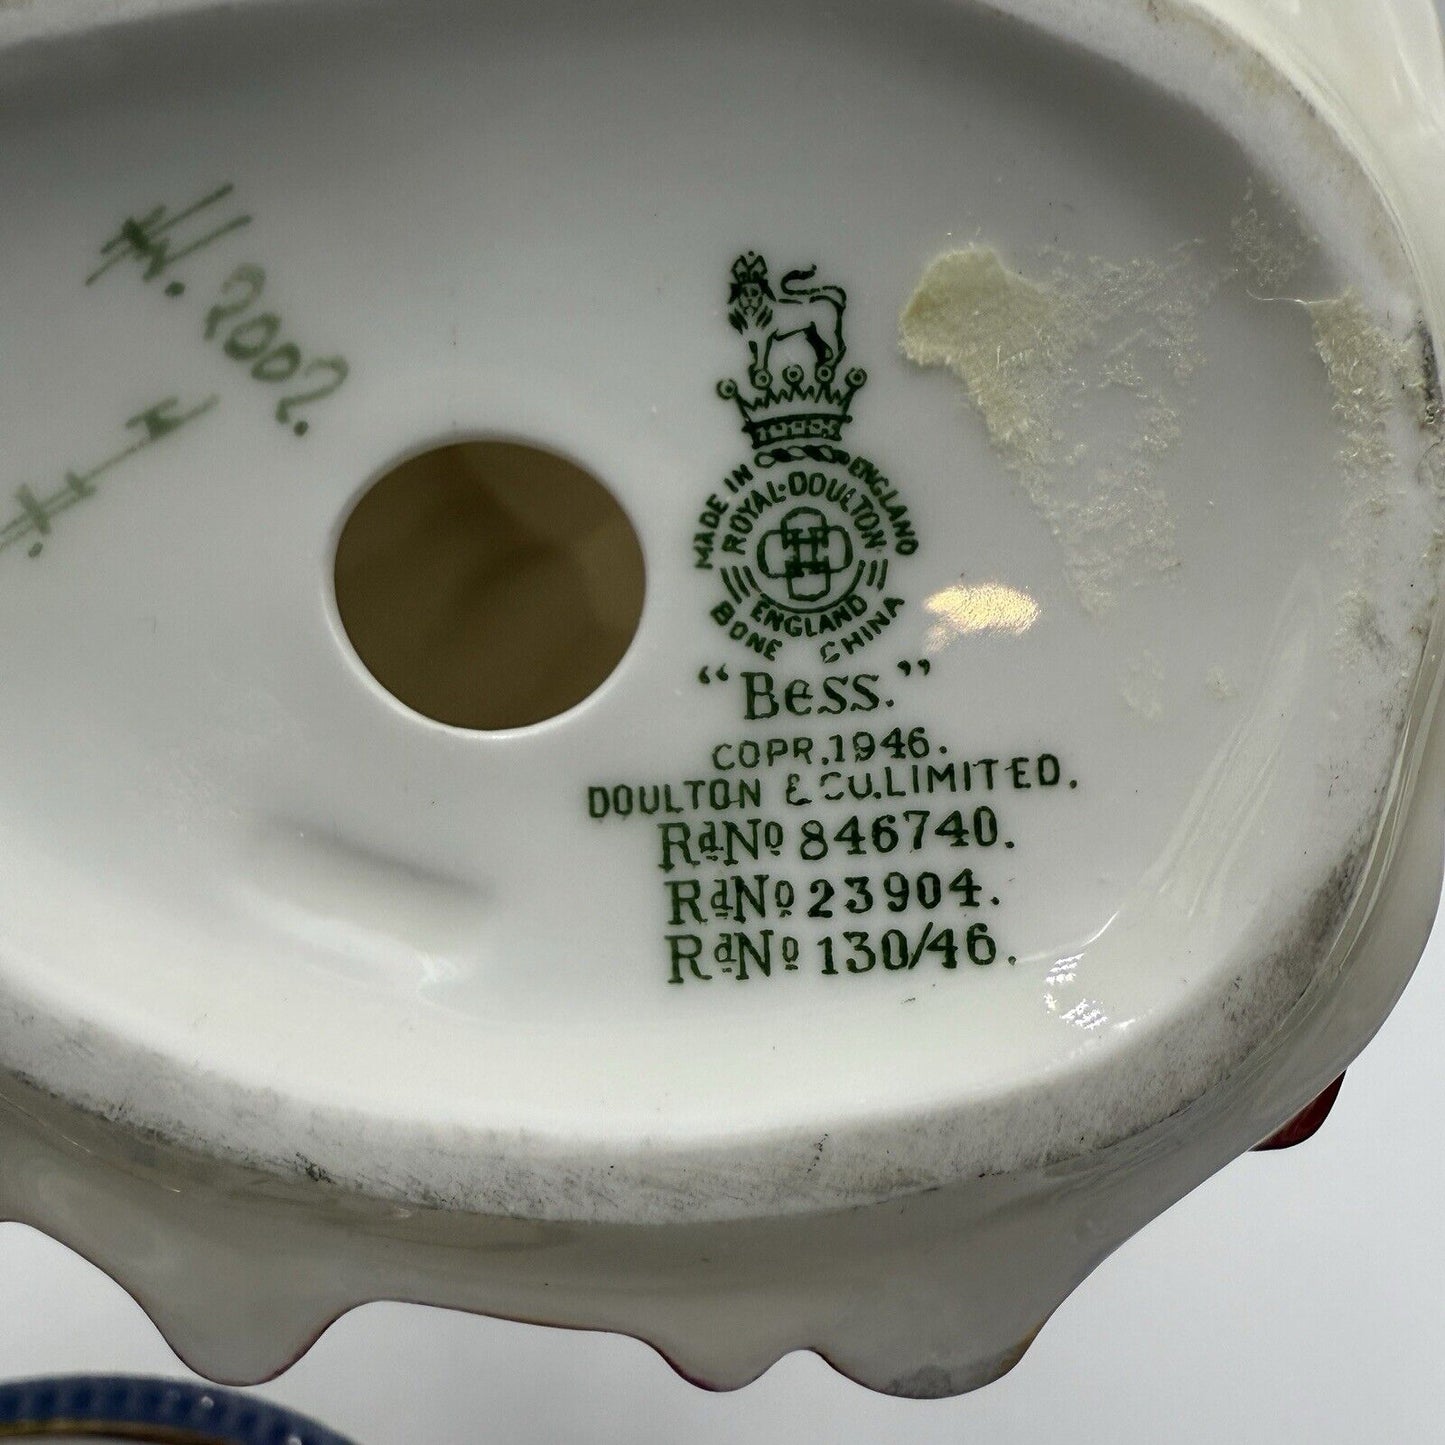 HN. 2002.
MADE IN ENGLAND
ROYAL·DOULTON
ENGLAND
BONE CHINA
"Bess."
COPR. 1946.
DOULTON & CO. LIMITED.
RdNo 846740.
RdNo 23904.
RdNo 130/46.